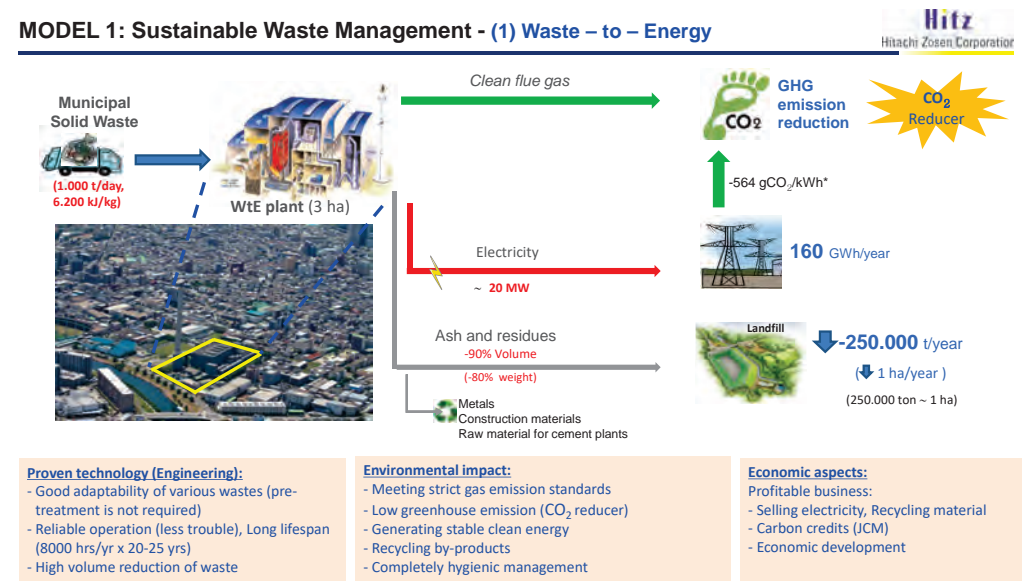 MODEL 1: Sustainable Waste Management - (1) Waste – to – Energy
Hitz
Hitachi Zosen Corporation
Municipal
Solid Waste
(1.000 t/day,
6.200 kJ/kg)
WtE plant (3 ha)
Clean flue gas
CO2
GHG
emission
reduction
CO2
Reducer
-564 gCO2/kWh*
Electricity
~ 20 MW
160 GWh/year
Ash and residues
-90% Volume
(-80% weight)
Landfill
-250.000 t/year
( 1 ha/year )
(250.000 ton ~ 1 ha)
Metals
Construction materials
Raw material for cement plants
Proven technology (Engineering):
- Good adaptability of various wastes (pre-
treatment is not required)
- Reliable operation (less trouble), Long lifespan
(8000 hrs/yr x 20-25 yrs)
- High volume reduction of waste
Environmental impact:
- Meeting strict gas emission standards
- Low greenhouse emission (CO2 reducer)
- Generating stable clean energy
- Recycling by-products
- Completely hygienic management
Economic aspects:
Profitable business:
- Selling electricity, Recycling material
- Carbon credits (JCM)
- Economic development